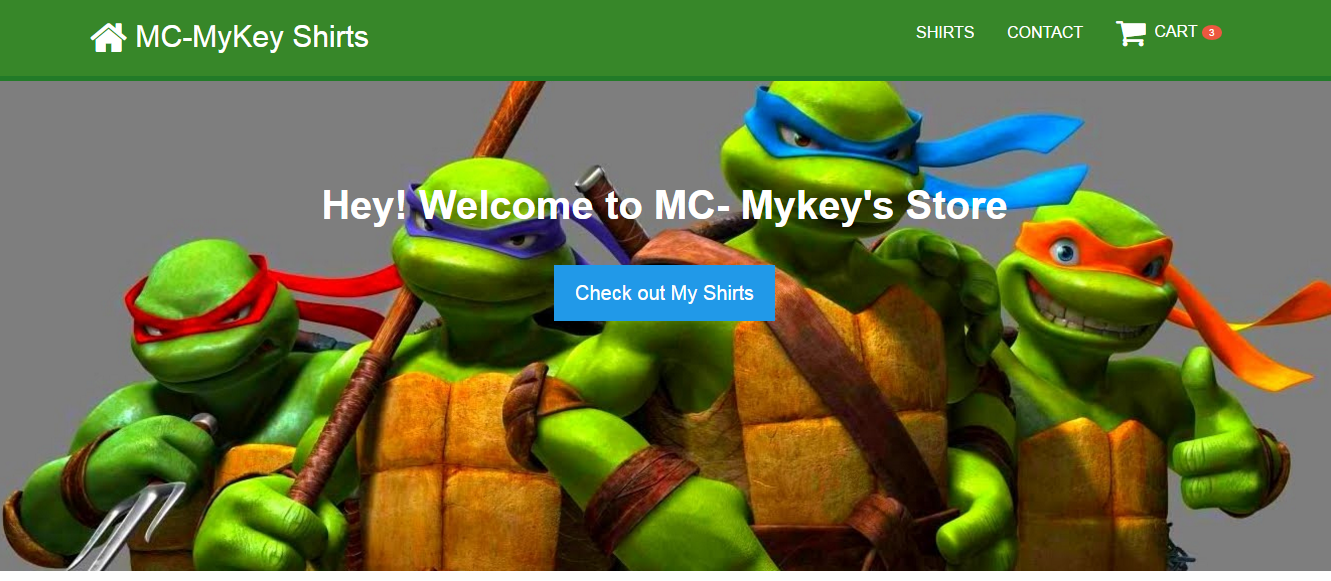 MC-MyKey Shirts
SHIRTS
CONTACT
CART 3
Hey! Welcome to MC- Mykey's Store
Check out My Shirts